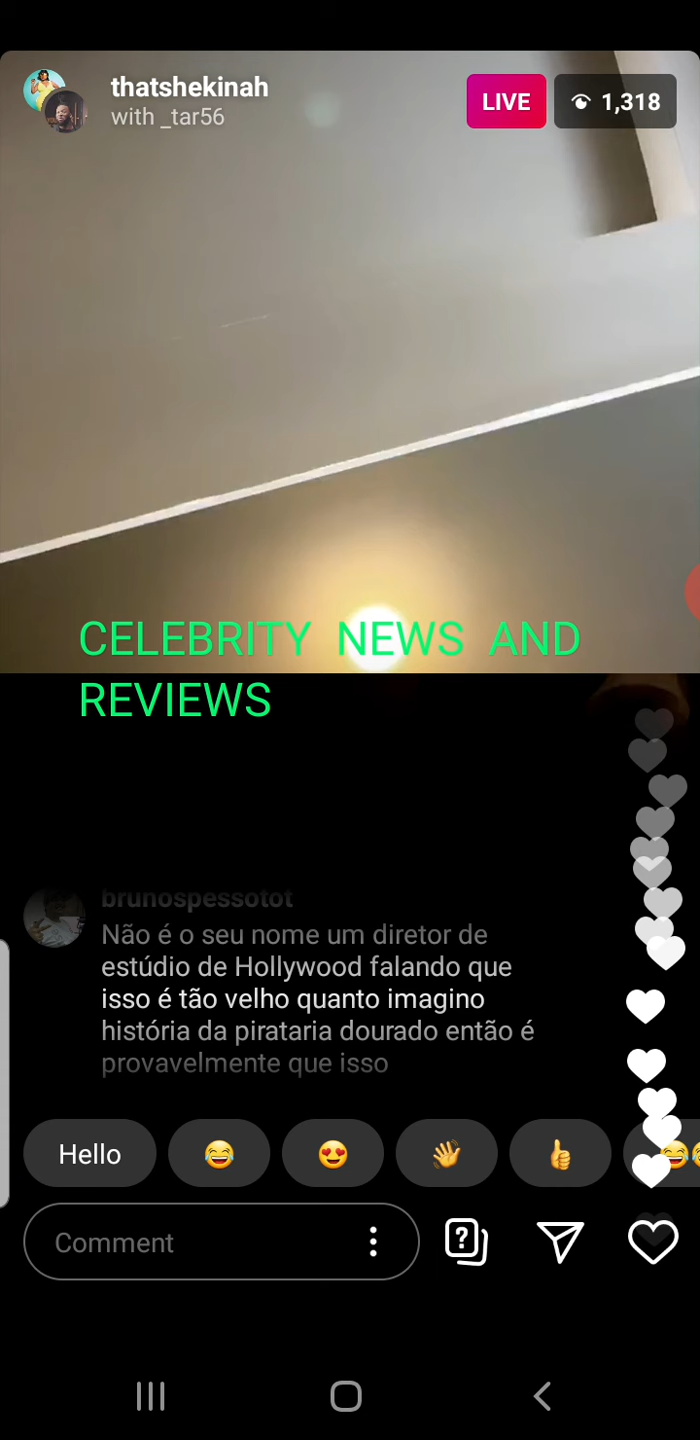 thatshekinah
with _tar56
LIVE
1,318
CELEBRITY NEWS AND
REVIEWS
brunospessotot
Não é o seu nome um diretor de
estúdio de Hollywood falando que
isso é tão velho quanto imagino
história da pirataria dourado então é
provavelmente que isso
Hello
Comment
?